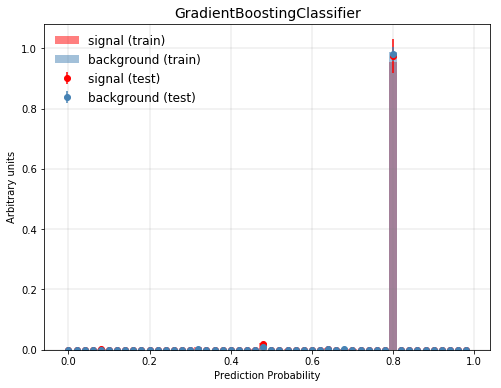 GradientBoostingClassifier
signal (train)
background (train)
signal (test)
background (test)
Arbitrary units
1.0
0.8
0.6
0.4
0.2
0.0
0.0 0.2 0.4 0.6 0.8 1.0
Prediction Probability